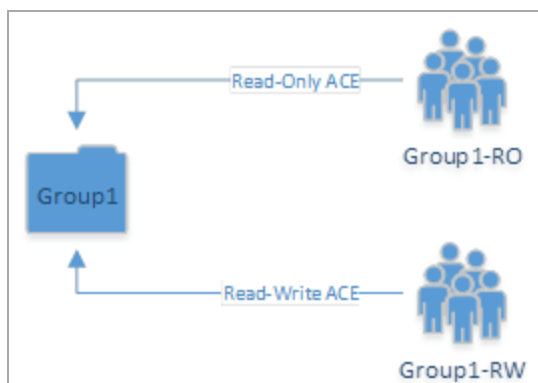 Read-Only ACE
Group1-RO
Group1
Read-Write ACE
Group1-RW